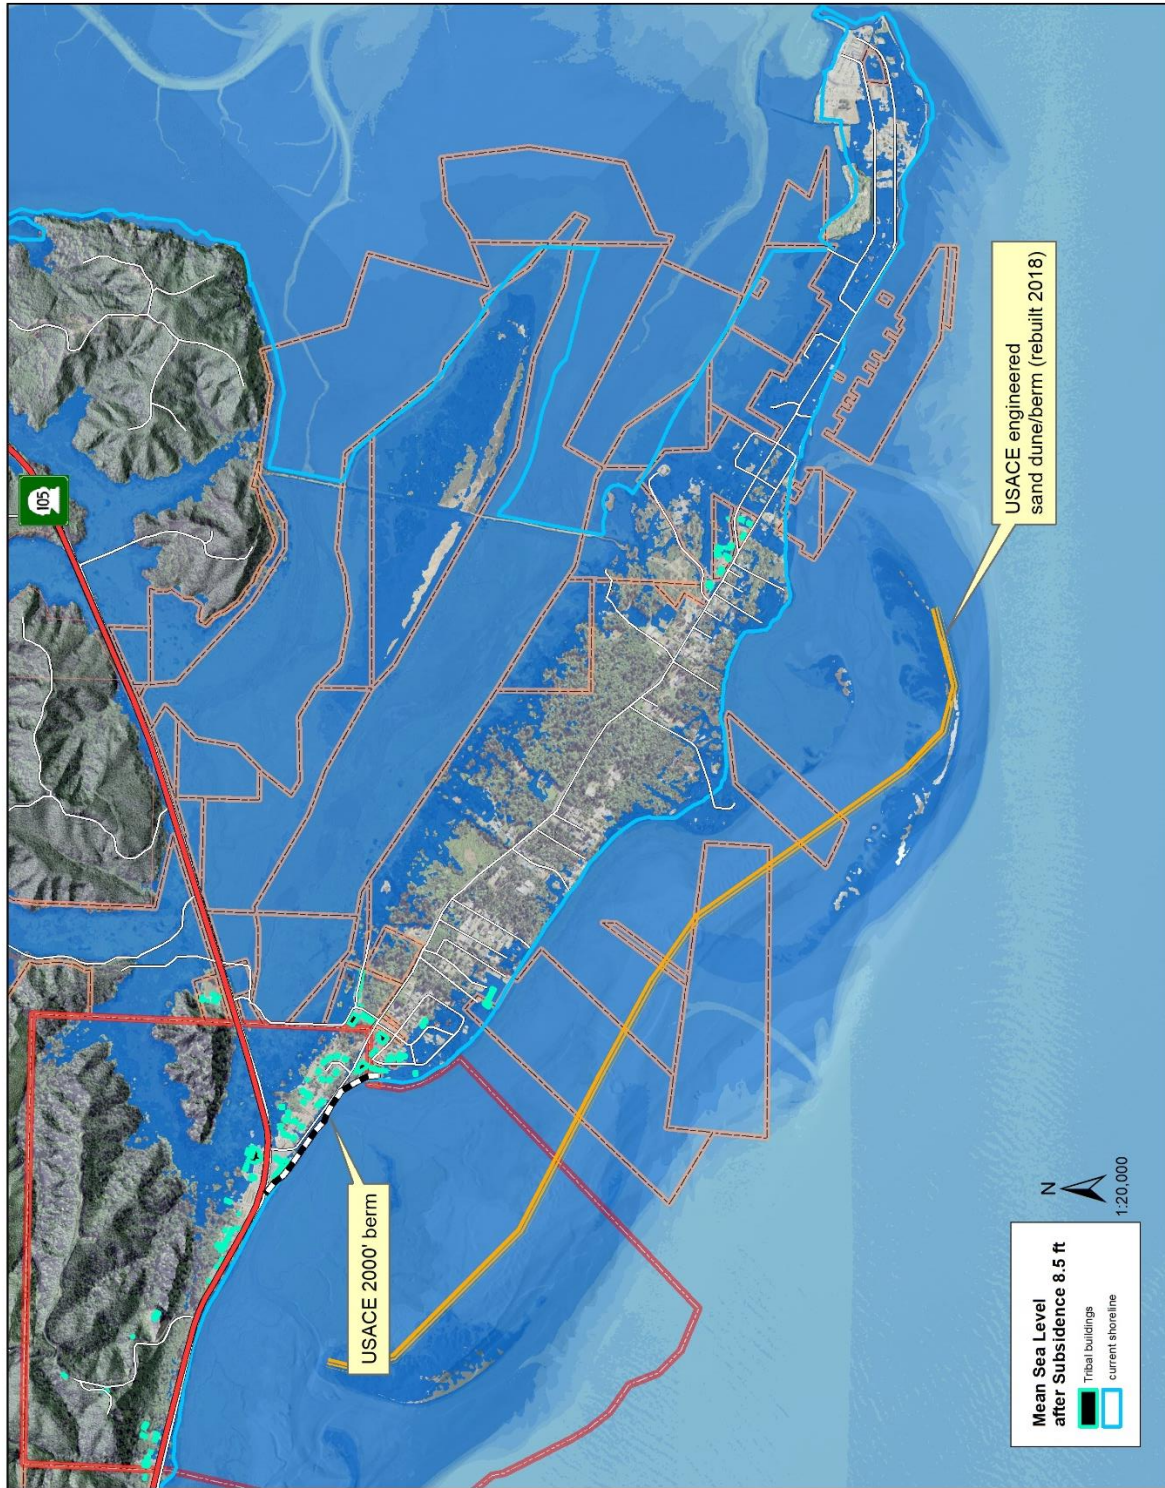 105
USACE engineered
sand dune/berm (rebuilt 2018)
USACE 2000' berm
N
1:20,000
Mean Sea Level
after Subsidence 8.5 ft
Tribal buildings
current shoreline